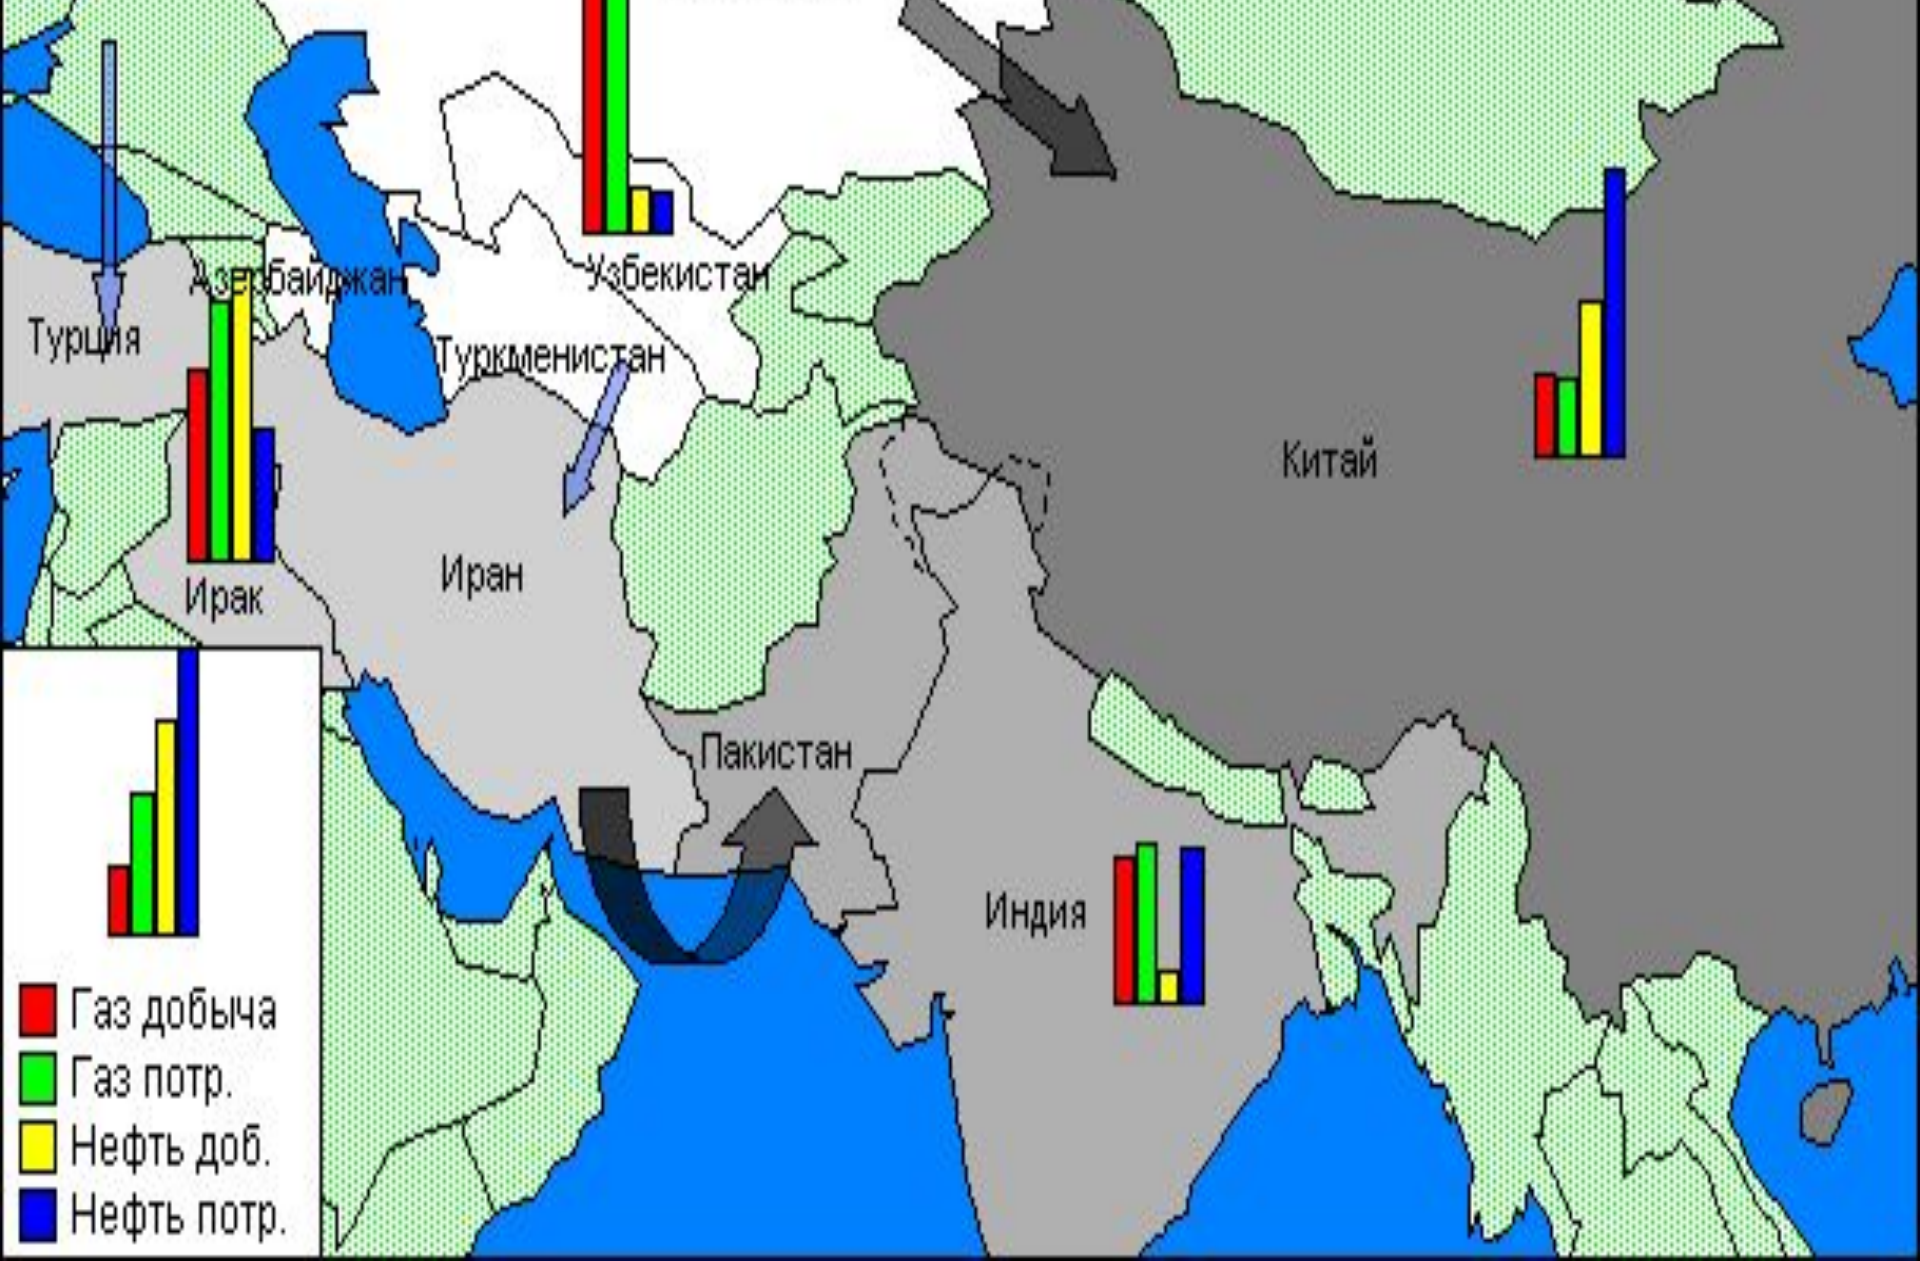 Азербайджан
Узбекистан
Турция
Туркменистан
Китай
Иран
Ирак
Пакистан
Индия
Газ добыча
Газ потр.
Нефть доб.
Нефть потр.